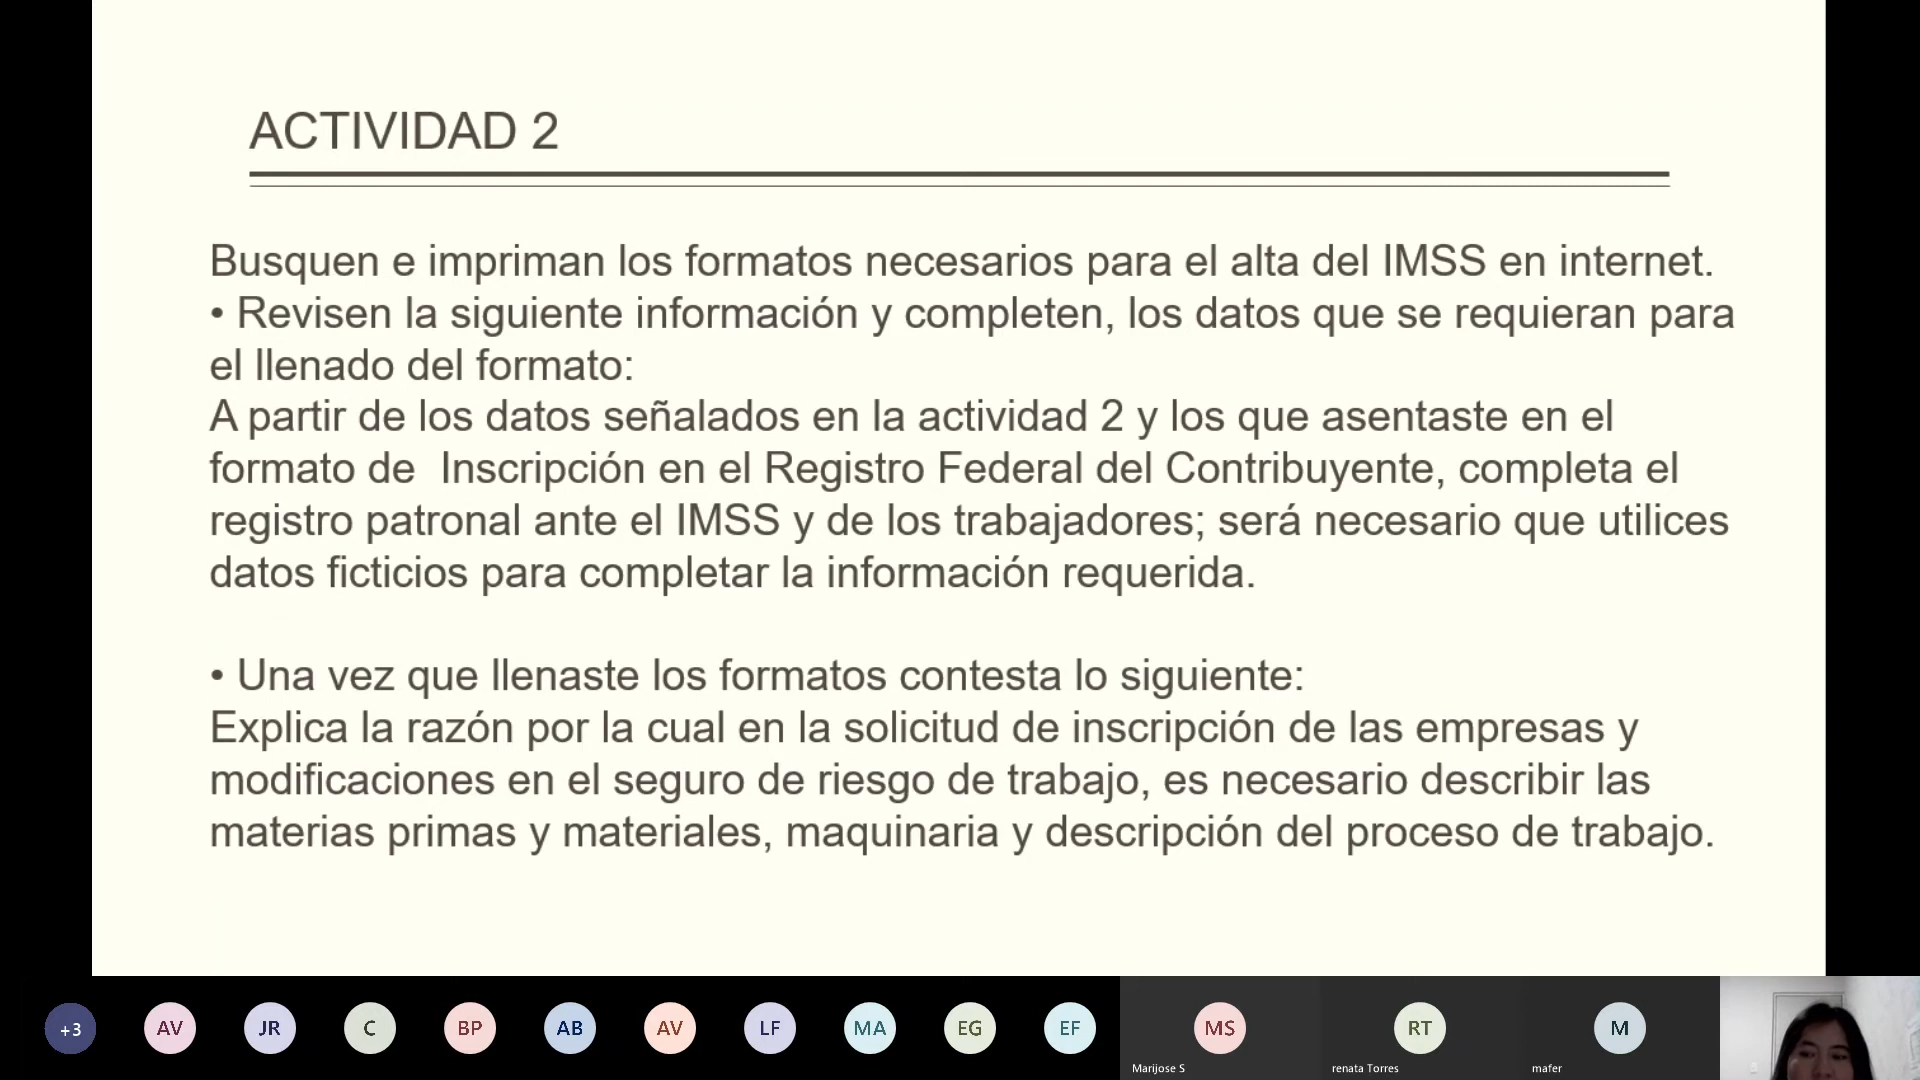 ACTIVIDAD 2
Busquen e impriman los formatos necesarios para el alta del IMSS en internet.
• Revisen la siguiente información y completen, los datos que se requieran para
el llenado del formato:
A partir de los datos señalados en la actividad 2 y los que asentaste en el
formato de  Inscripción en el Registro Federal del Contribuyente, completa el
registro patronal ante el IMSS y de los trabajadores; será necesario que utilices
datos ficticios para completar la información requerida.
• Una vez que llenaste los formatos contesta lo siguiente:
Explica la razón por la cual en la solicitud de inscripción de las empresas y
modificaciones en el seguro de riesgo de trabajo, es necesario describir las
materias primas y materiales, maquinaria y descripción del proceso de trabajo.
+3 AV JR C BP AB AV LF MA EG EF MS RT M
Marijose S renata Torres mafer